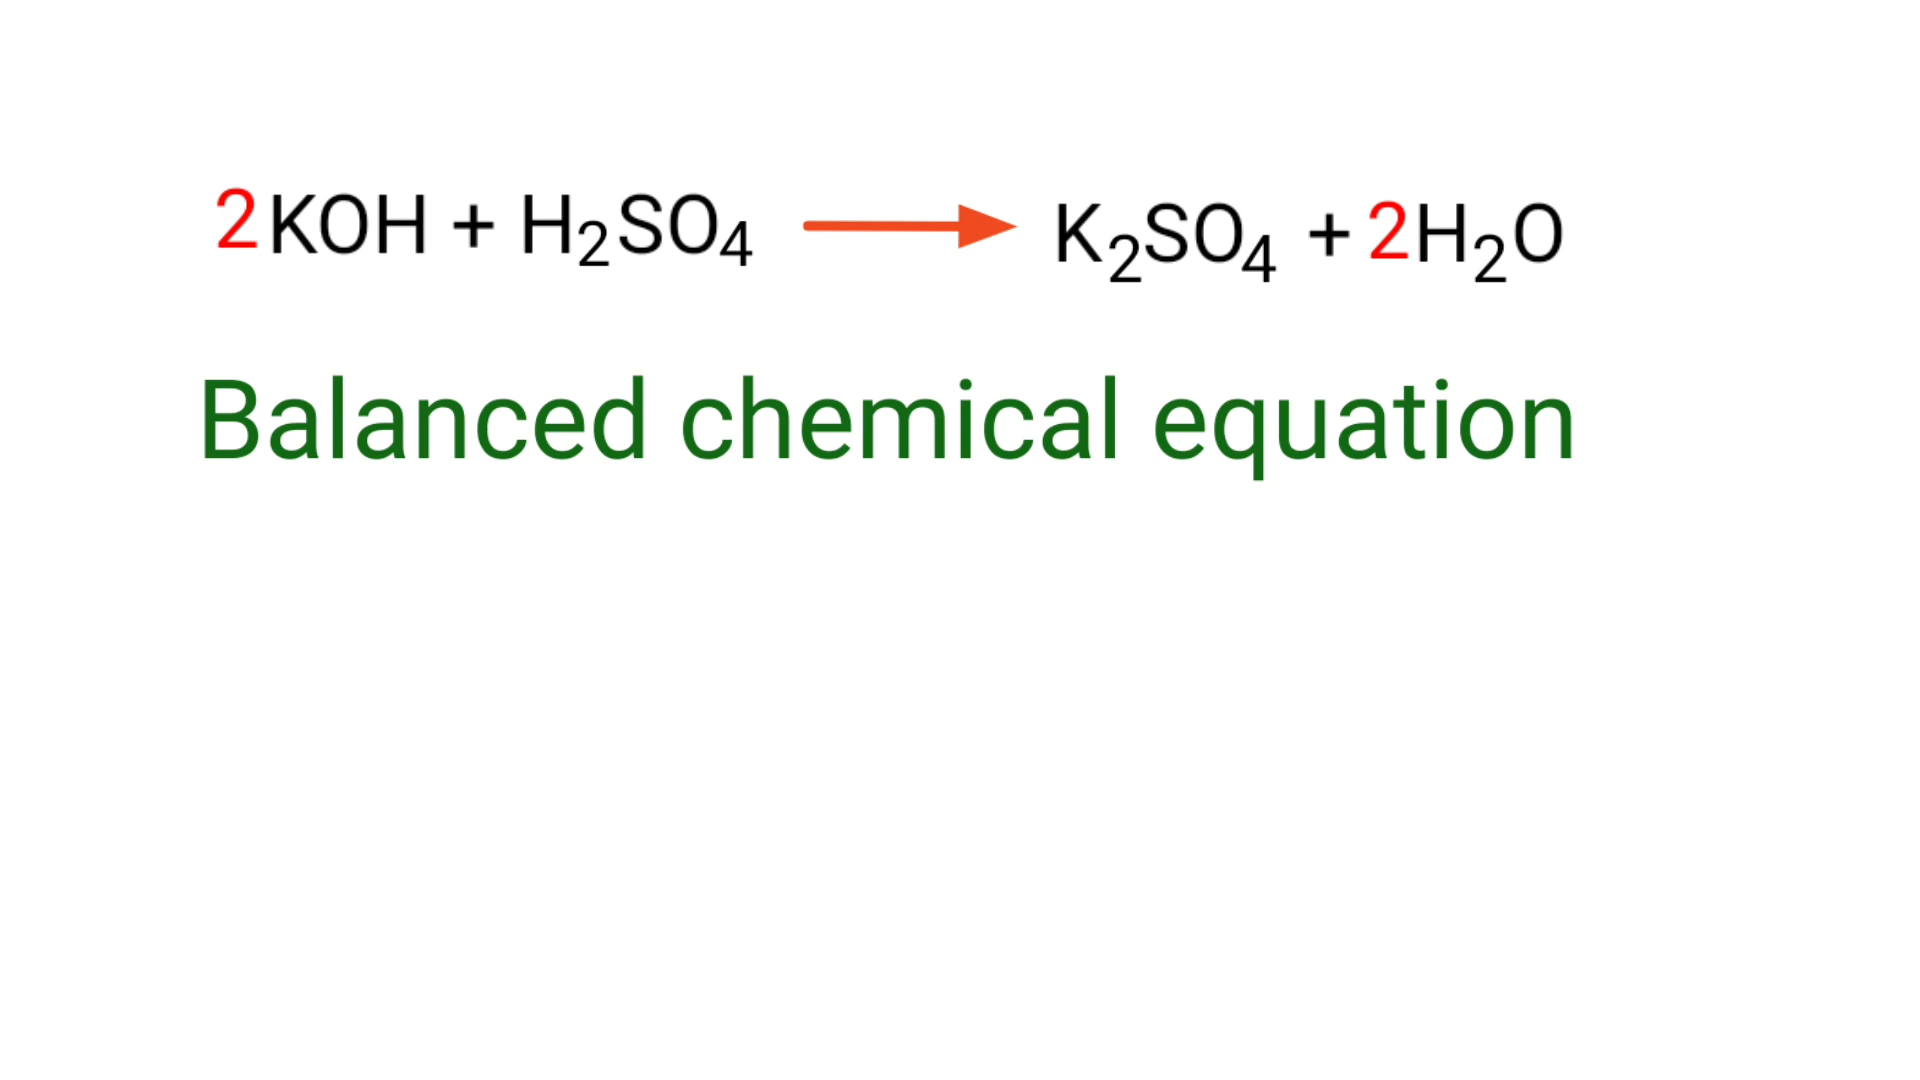 2KOH + H₂SO₄ → K₂SO₄ + 2H₂O
Balanced chemical equation